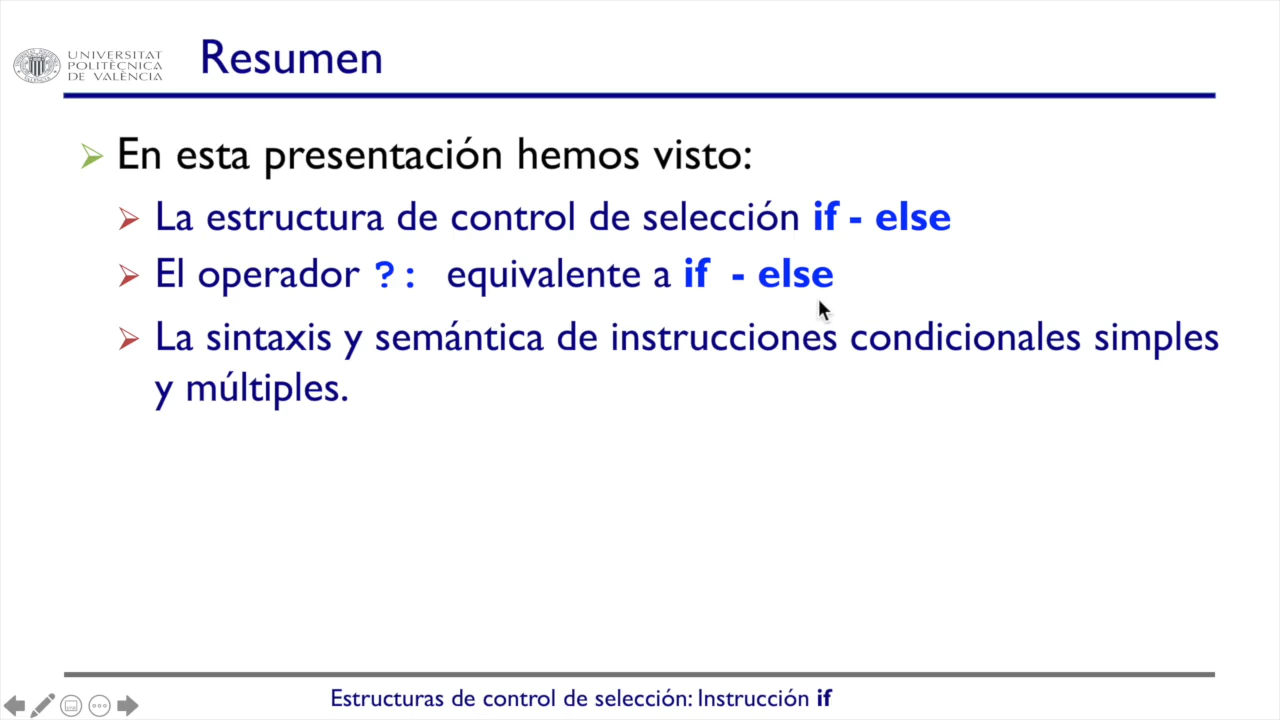 UNIVERSITAT
POLITÈCNICA
DE VALÈNCIA
Resumen
En esta presentación hemos visto:
La estructura de control de selección if - else
El operador ?: equivalente a if - else
La sintaxis y semántica de instrucciones condicionales simples
y múltiples.
Estructuras de control de selección: Instrucción if